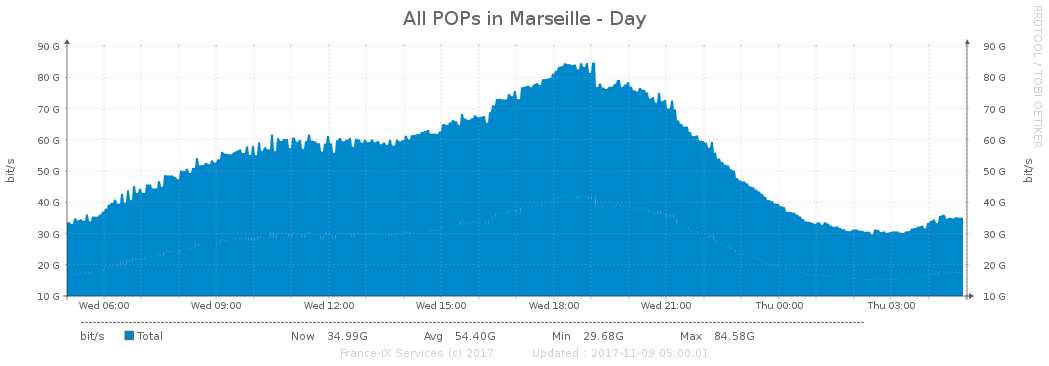 All POPs in Marseille - Day
RRDTOOL / TOBI OETIKER
90 G 90 G
80 G 80 G
70 G 70 G
60 G 60 G
50 G 50 G
40 G 40 G
30 G 30 G
20 G 20 G
10 G 10 G
bit/s bit/s
Wed 06:00 Wed 09:00 Wed 12:00 Wed 15:00 Wed 18:00 Wed 21:00 Thu 00:00 Thu 03:00
bit/s Total Now 34.99G Avg 54.40G Min 29.68G Max 84.58G
France-IX Services (c) 2017 Updated : 2017-11-09 05:00:01